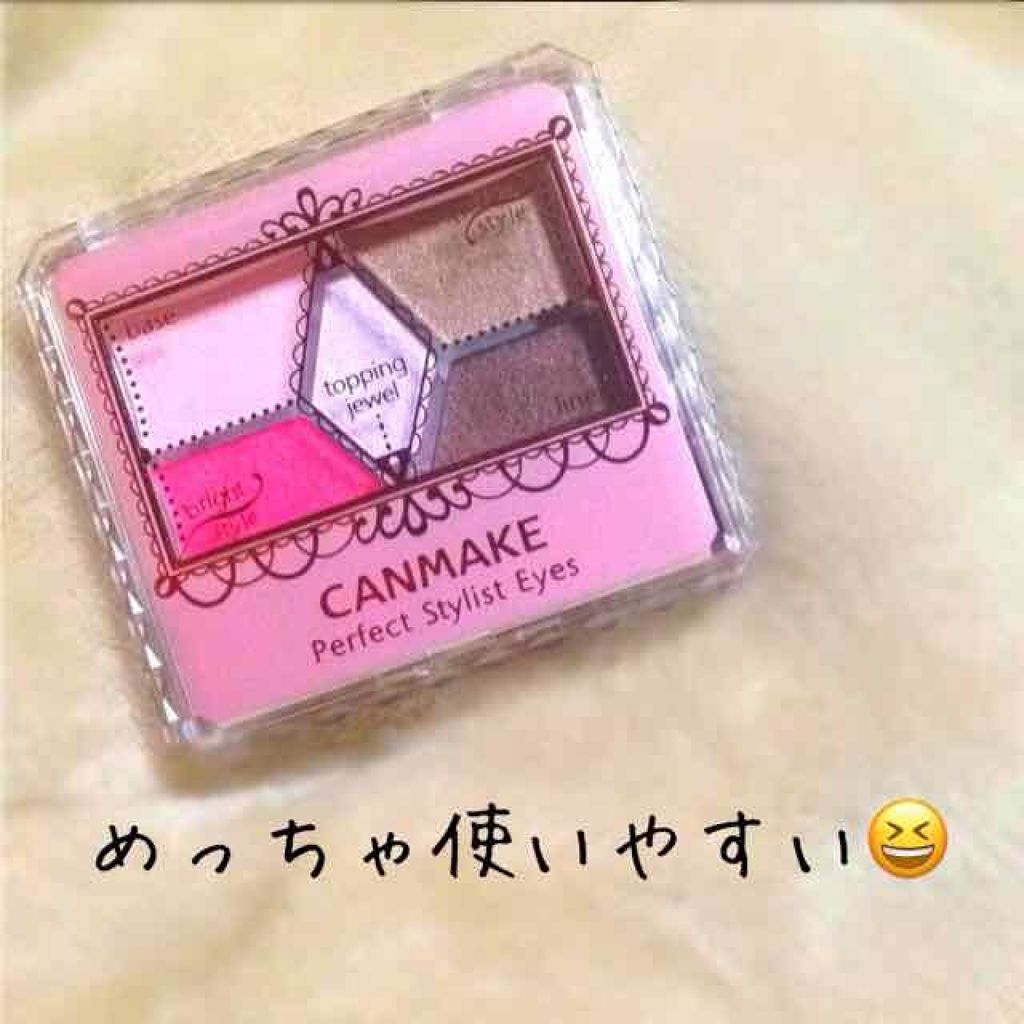 style
base
topping
jewel
line
bright
style
CANMAKE
Perfect Stylist Eyes
めっちゃ使いやすい😆